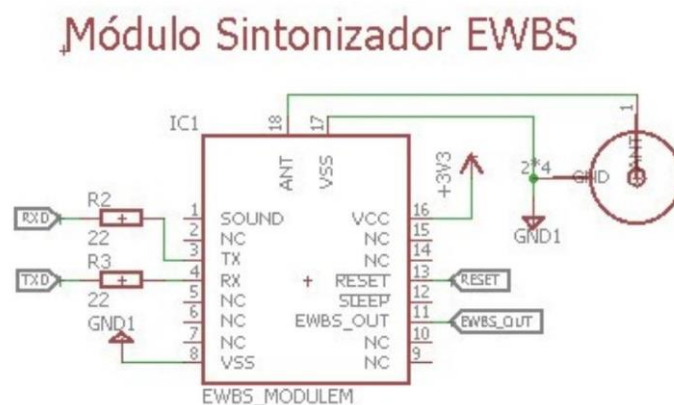 Módulo Sintonizador EWBS
IC1
18
17
ANT
VSS
1
ANT
+3V3
2*4
GND
GND1
R2
RXD
22
R3
TXD
22
GND1
1 SOUND
2 NC
3 TX
4 RX
5 NC
6 NC
7 NC
8 VSS
VCC 16
NC 15
NC 14
RESET 13
SLEEP 12
EWBS_OUT 11
NC 10
NC 9
RESET
EWBS_OUT
EWBS_MODULEM